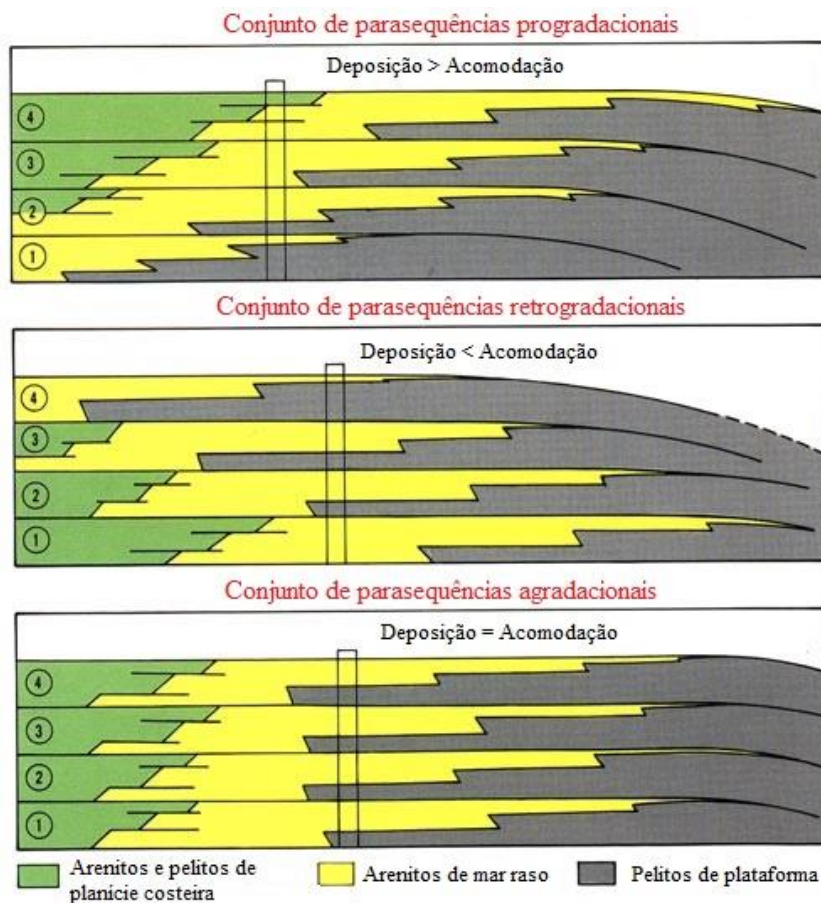 Conjunto de parasequências progradacionais
Deposição > Acomodação
4
3
2
1
Conjunto de parasequências retrogradacionais
Deposição < Acomodação
4
3
2
1
Conjunto de parasequências agradacionais
Deposição = Acomodação
4
3
2
1
Arenitos e pelitos de
planície costeira
Arenitos de mar raso
Pelitos de plataforma